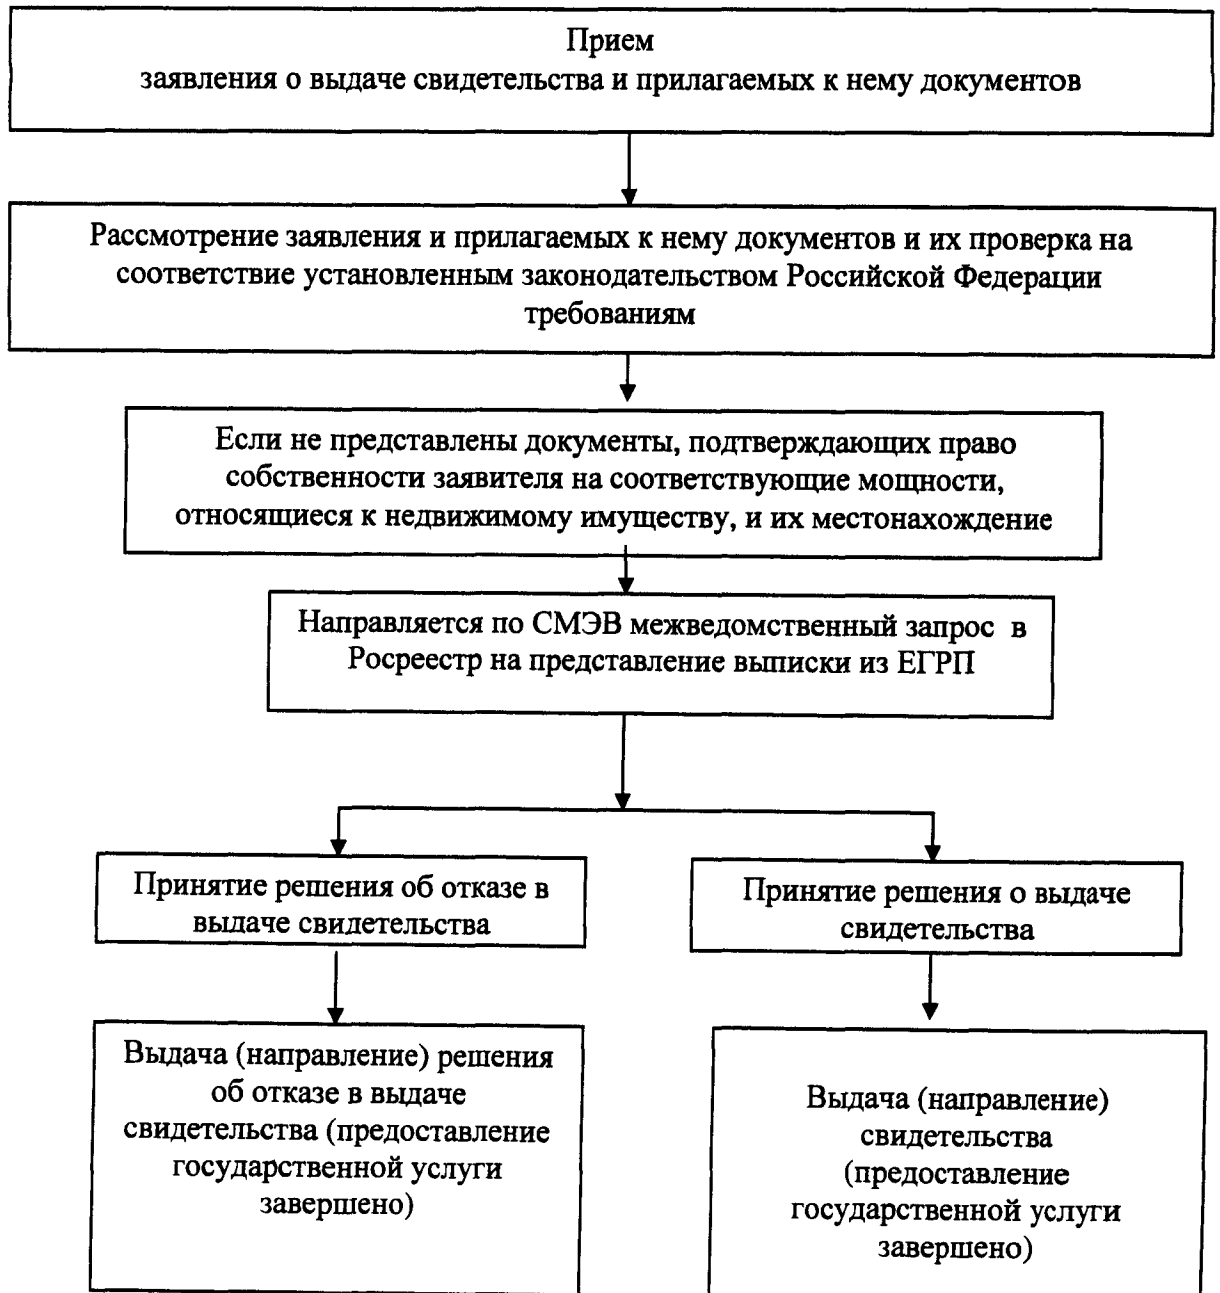 Прием
заявления о выдаче свидетельства и прилагаемых к нему документов
Рассмотрение заявления и прилагаемых к нему документов и их проверка на
соответствие установленным законодательством Российской Федерации
требованиям
Если не представлены документы, подтверждающих право
собственности заявителя на соответствующие мощности,
относящиеся к недвижимому имуществу, и их местонахождение
Направляется по СМЭВ межведомственный запрос в
Росреестр на представление выписки из ЕГРП
Принятие решения об отказе в
выдаче свидетельства
Принятие решения о выдаче
свидетельства
Выдача (направление) решения
об отказе в выдаче
свидетельства (предоставление
государственной услуги
завершено)
Выдача (направление)
свидетельства
(предоставление
государственной услуги
завершено)